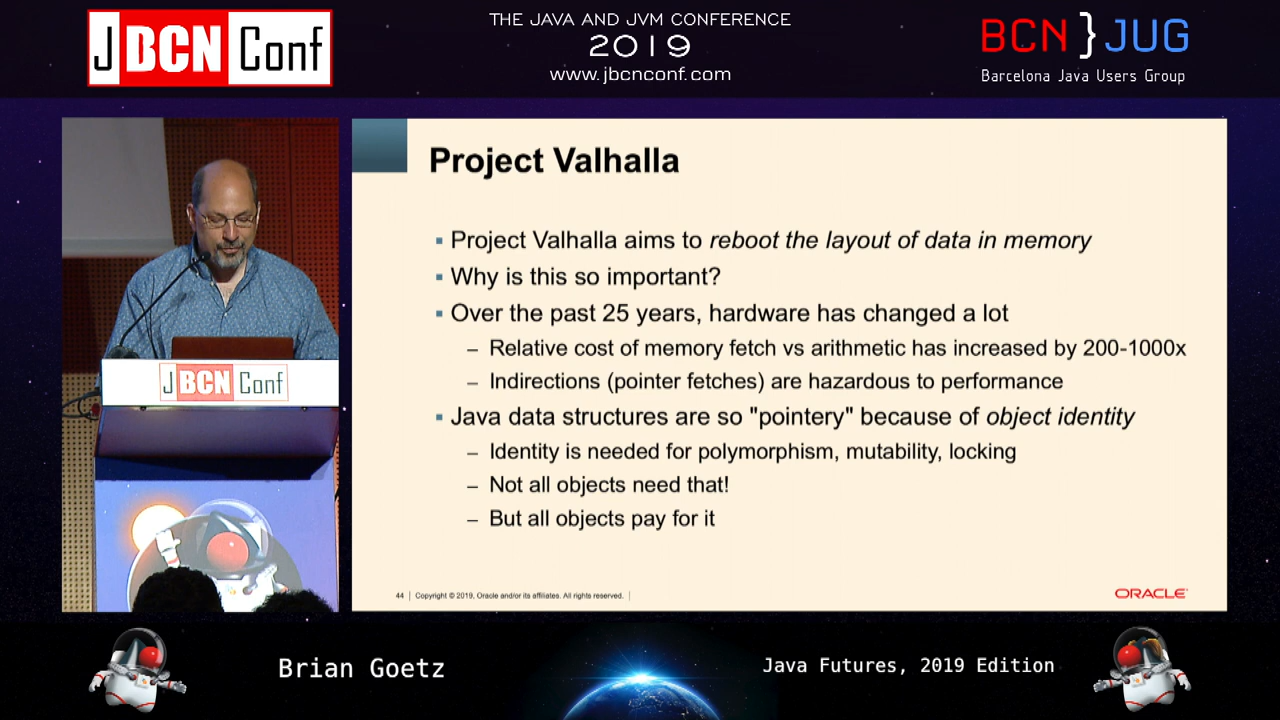 J BCN Conf
THE JAVA AND JVM CONFERENCE
2019
www.jbcnconf.com
BCN}JUG
Barcelona Java Users Group
Project Valhalla
Project Valhalla aims to reboot the layout of data in memory
Why is this so important?
Over the past 25 years, hardware has changed a lot
– Relative cost of memory fetch vs arithmetic has increased by 200-1000x
– Indirections (pointer fetches) are hazardous to performance
Java data structures are so "pointery" because of object identity
– Identity is needed for polymorphism, mutability, locking
– Not all objects need that!
– But all objects pay for it
44 | Copyright © 2019, Oracle and/or its affiliates. All rights reserved. |
ORACLE
J BCN Conf
Brian Goetz
Java Futures, 2019 Edition